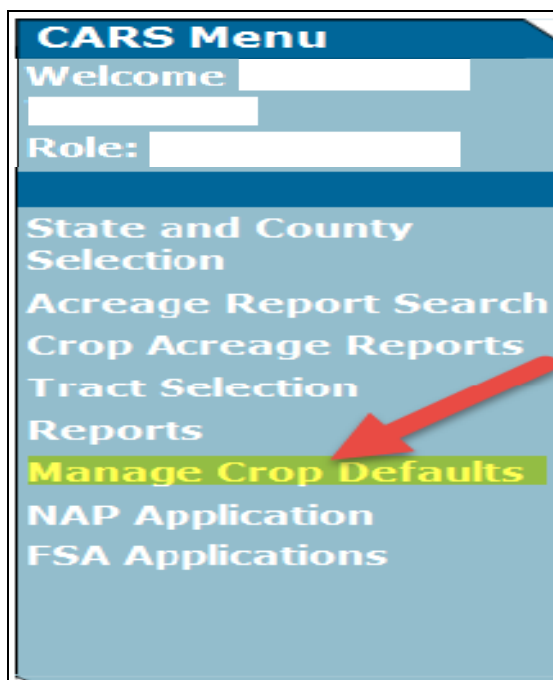 CARS Menu
Welcome
Role:
State and County
Selection
Acreage Report Search
Crop Acreage Reports
Tract Selection
Reports
Manage Crop Defaults
NAP Application
FSA Applications